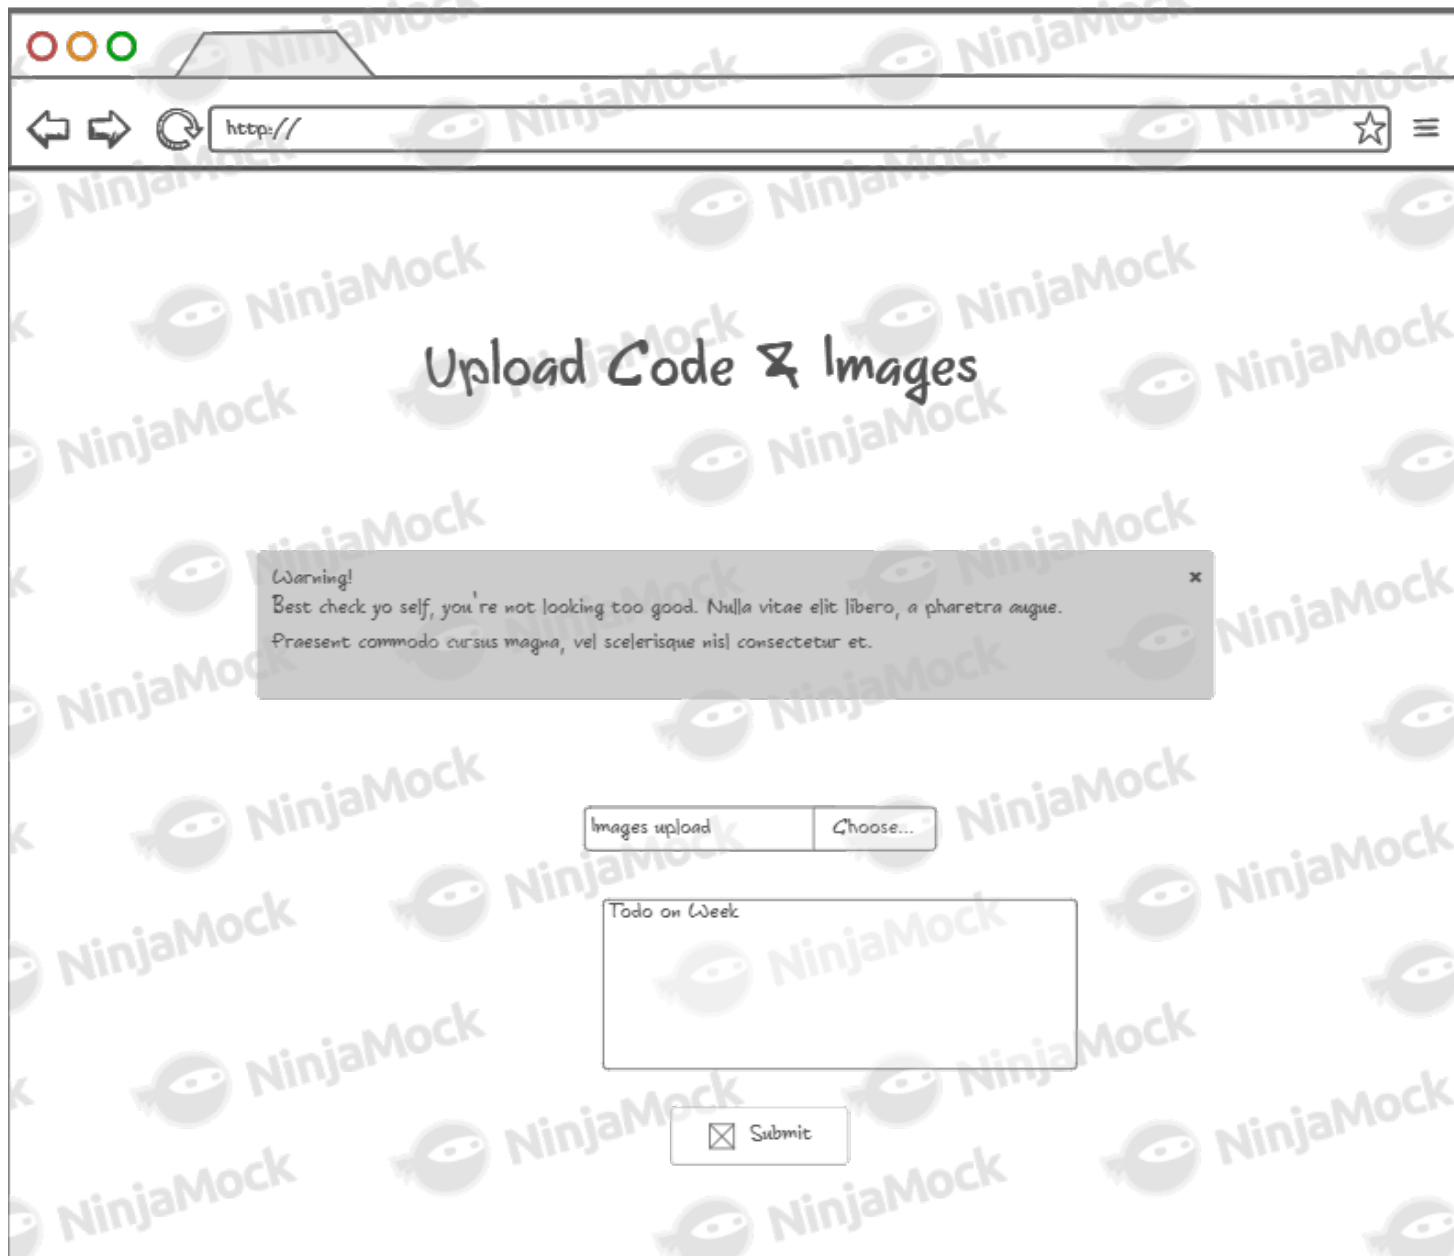 http://
Upload Code & Images
Warning!
Best check yo self, you're not looking too good. Nulla vitae elit libero, a pharetra augue.
Praesent commodo cursus magna, vel scelerisque nisl consectetur et.
Images upload Choose...
Todo on Week
Submit
NinjaMock